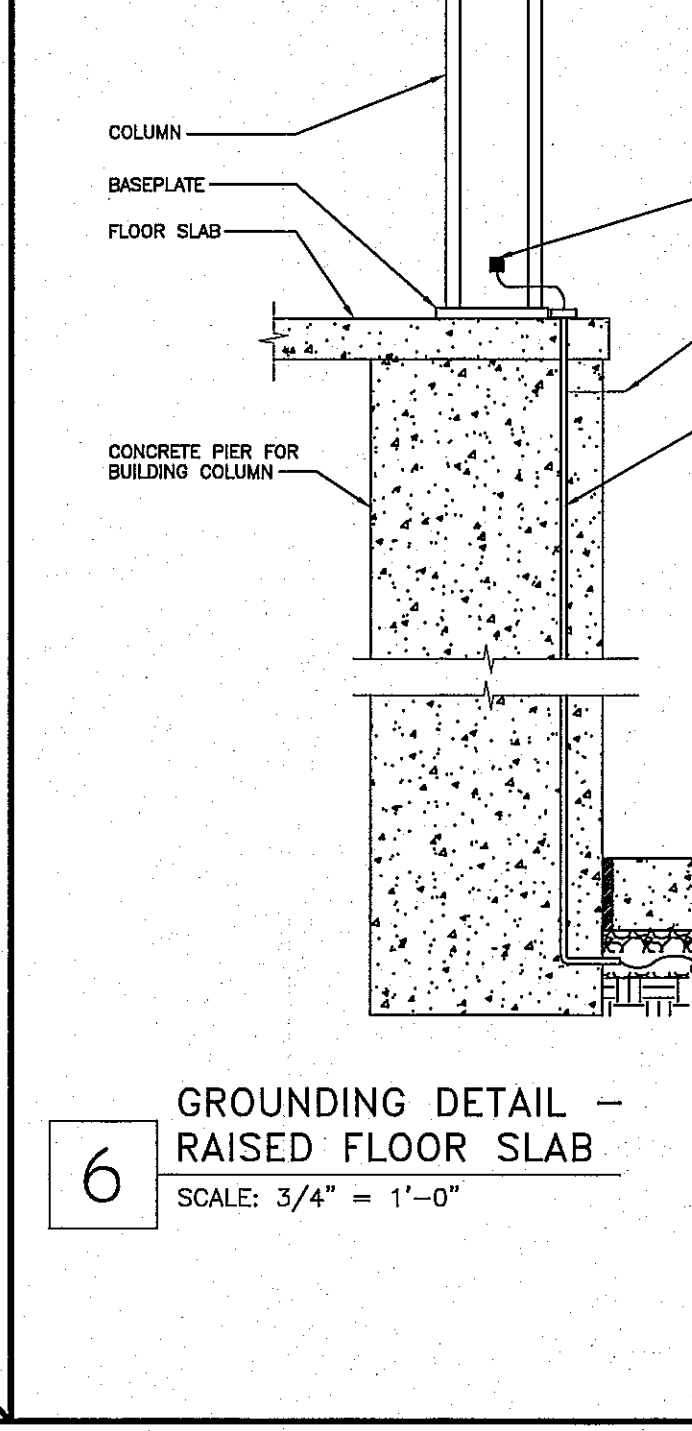 COLUMN
BASEPLATE
FLOOR SLAB
CONCRETE PIER FOR
BUILDING COLUMN
6
GROUNDING DETAIL –
RAISED FLOOR SLAB
SCALE: 3/4" = 1'–0"